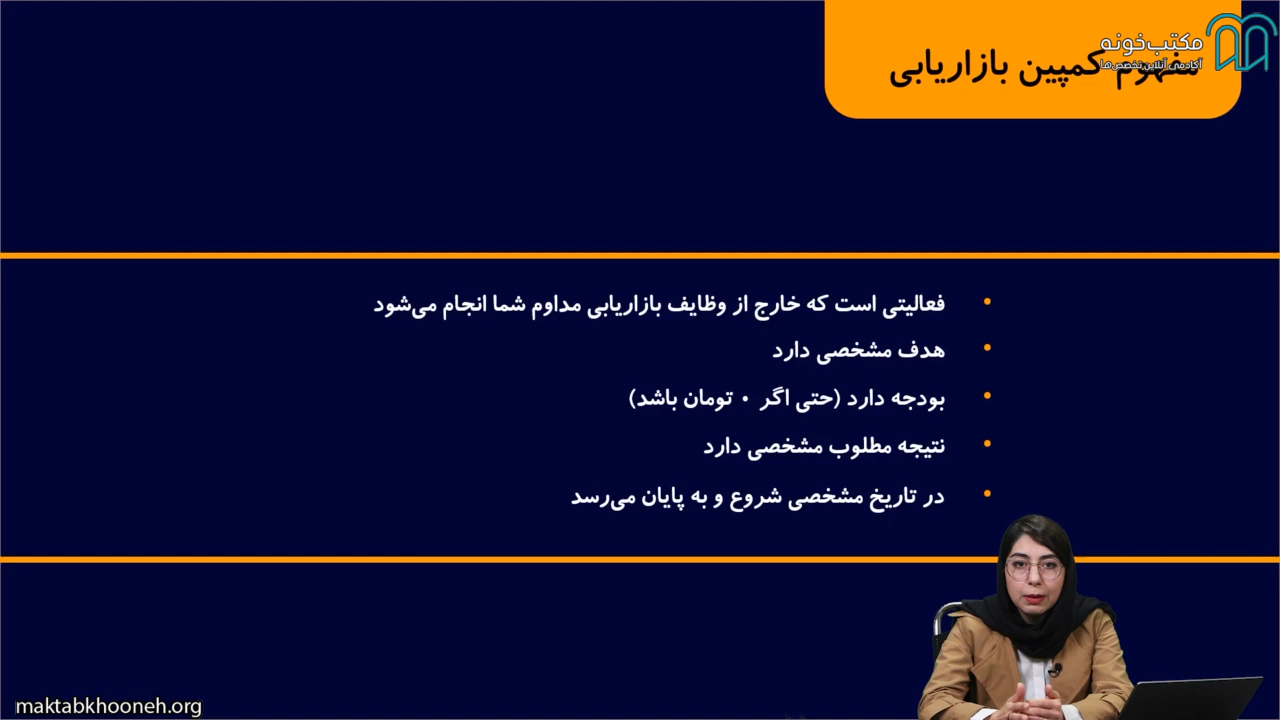 مکتب‌خونه
آکادمی آنلاین تخصص‌ها
مفهوم کمپین بازاریابی
فعالیتی است که خارج از وظایف بازاریابی مداوم شما انجام می‌شود
هدف مشخصی دارد
بودجه دارد (حتی اگر ۰ تومان باشد)
نتیجه مطلوب مشخصی دارد
در تاریخ مشخصی شروع و به پایان می‌رسد
maktabkhooneh.org